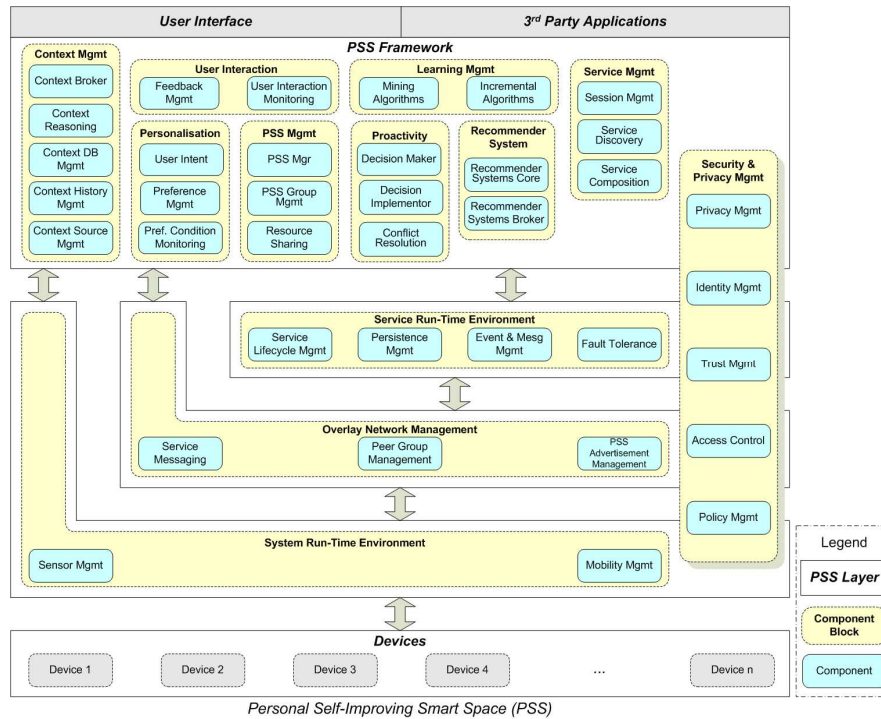 User Interface
3rd Party Applications
PSS Framework
Context Mgmt
Context Broker
Context
Reasoning
Context DB
Mgmt
Context History
Mgmt
Context Source
Mgmt
User Interaction
Feedback
Mgmt
User Interaction
Monitoring
Learning Mgmt
Mining
Algorithms
Incremental
Algorithms
Service Mgmt
Session Mgmt
Service
Discovery
Service
Composition
Personalisation
User Intent
Preference
Mgmt
Pref. Condition
Monitoring
PSS Mgmt
PSS Mgr
PSS Group
Mgmt
Resource
Sharing
Proactivity
Decision Maker
Decision
Implementor
Conflict
Resolution
Recommender
System
Recommender
Systems Core
Recommender
Systems Broker
Security &
Privacy Mgmt
Privacy Mgmt
Identity Mgmt
Trust Mgmt
Access Control
Policy Mgmt
Service Run-Time Environment
Service
Lifecycle Mgmt
Persistence
Mgmt
Event & Mesg
Mgmt
Fault Tolerance
Overlay Network Management
Service
Messaging
Peer Group
Management
PSS
Advertisement
Management
System Run-Time Environment
Sensor Mgmt
Mobility Mgmt
Devices
Device 1
Device 2
Device 3
Device 4
...
Device n
Legend
PSS Layer
Component
Block
Component
Personal Self-Improving Smart Space (PSS)